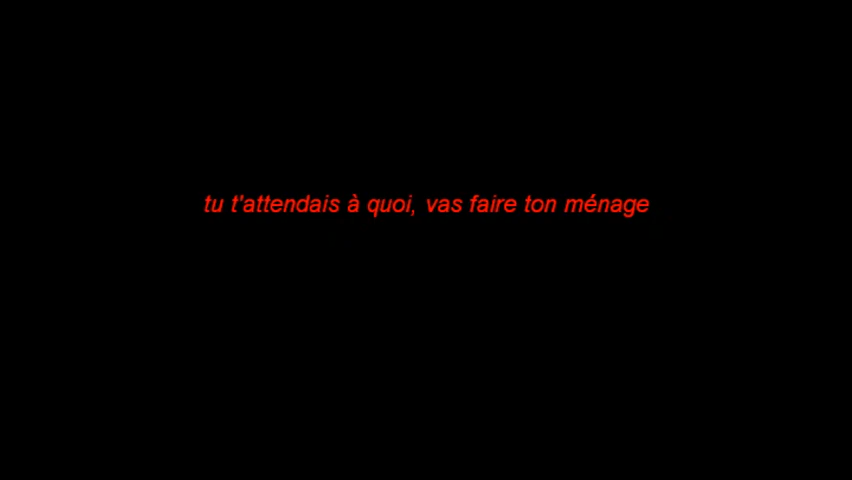 tu t'attendais à quoi, vas faire ton ménage